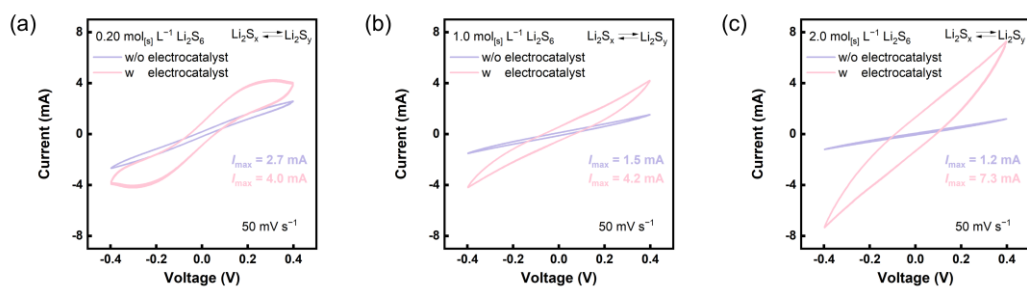 (a)
0.20 mol[s] L⁻¹ Li₂S₆ Li₂Sₓ ⇌ Li₂Sᵧ
w/o electrocatalyst
w electrocatalyst
8
4
0
-4
-8
Current (mA)
Imax = 2.7 mA
Imax = 4.0 mA
50 mV s⁻¹
-0.4 -0.2 0.0 0.2 0.4
Voltage (V)
(b)
1.0 mol[s] L⁻¹ Li₂S₆ Li₂Sₓ ⇌ Li₂Sᵧ
w/o electrocatalyst
w electrocatalyst
8
4
0
-4
-8
Current (mA)
Imax = 1.5 mA
Imax = 4.2 mA
50 mV s⁻¹
-0.4 -0.2 0.0 0.2 0.4
Voltage (V)
(c)
2.0 mol[s] L⁻¹ Li₂S₆ Li₂Sₓ ⇌ Li₂Sᵧ
w/o electrocatalyst
w electrocatalyst
8
4
0
-4
-8
Current (mA)
Imax = 1.2 mA
Imax = 7.3 mA
50 mV s⁻¹
-0.4 -0.2 0.0 0.2 0.4
Voltage (V)